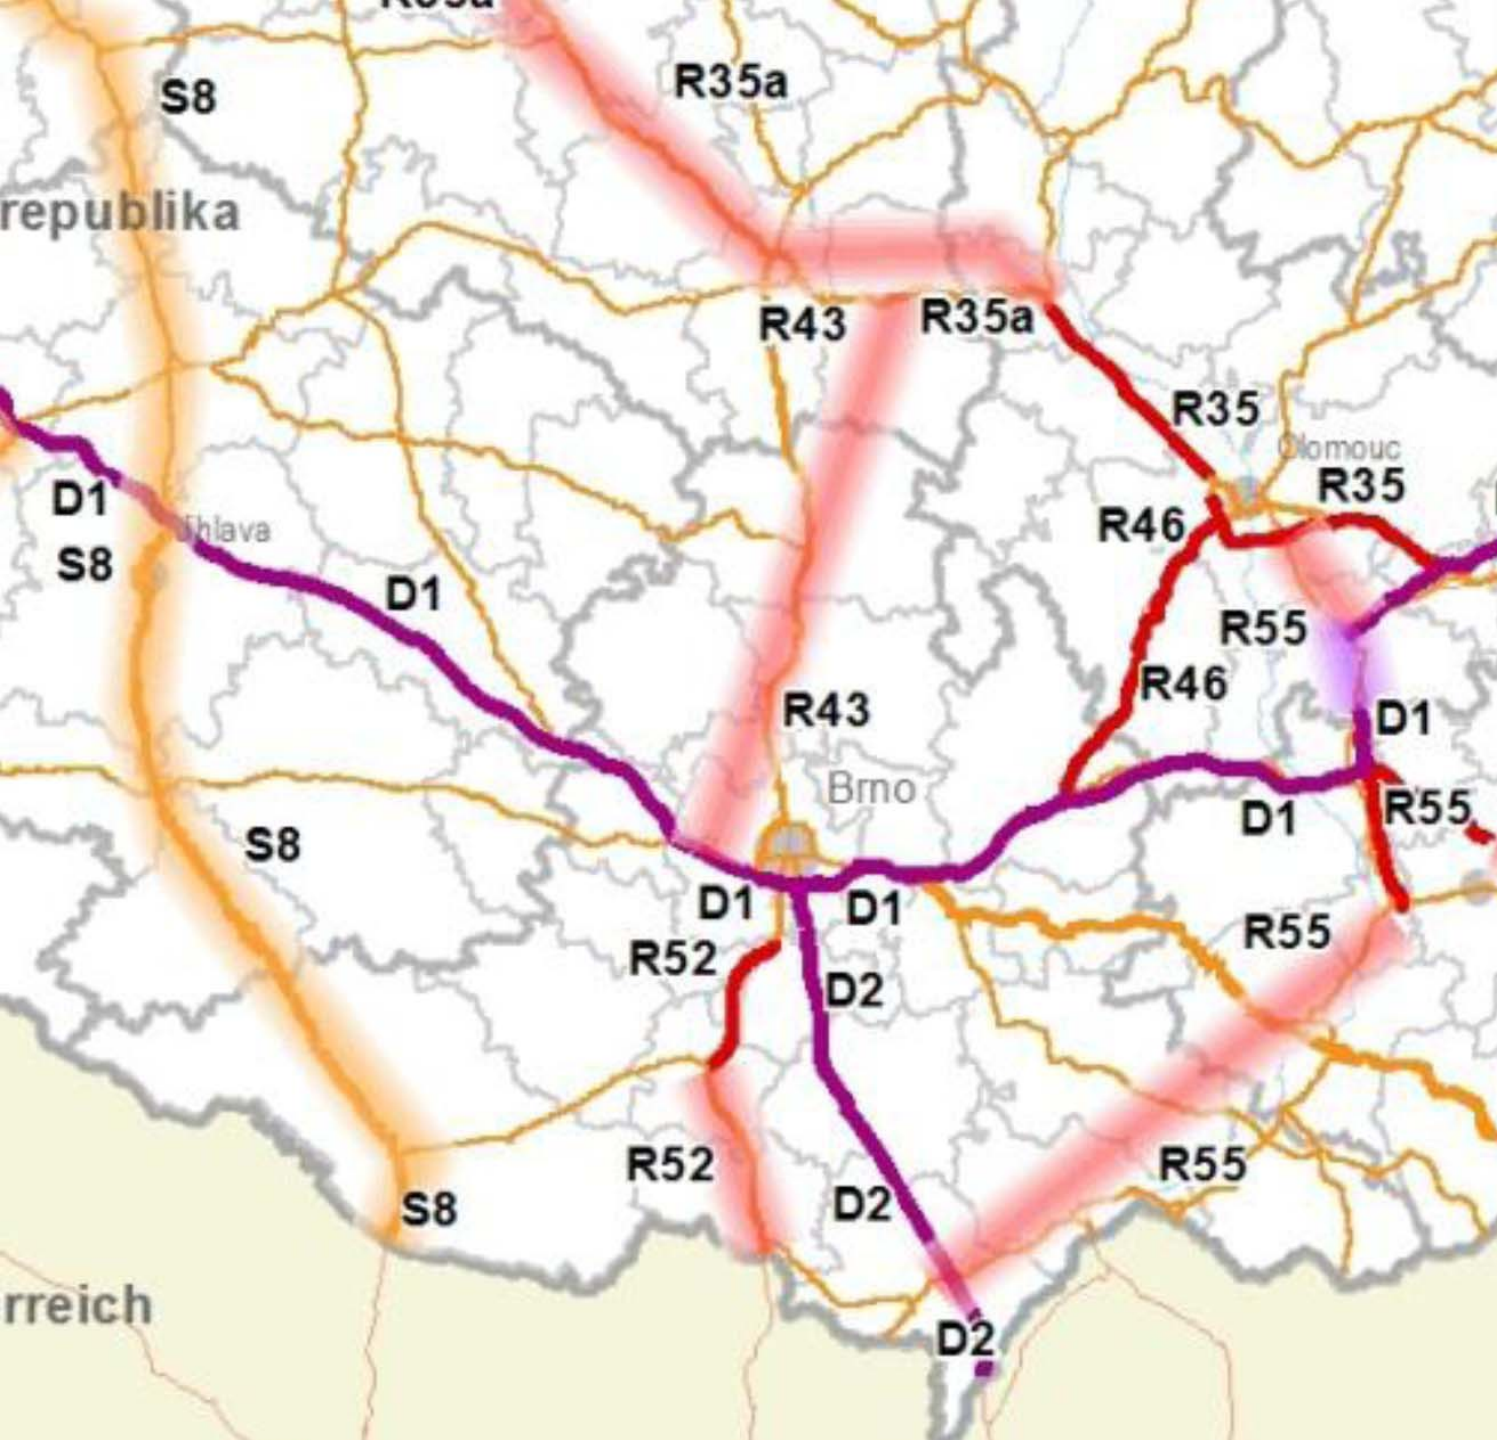 R35a
R35a
S8
republika
R43
R35a
R35
Olomouc
R35
D1
R46
Jihlava
S8
D1
R55
R46
R43
D1
Brno
R55
D1
S8
D1
D1
R55
R52
D2
R52
R55
D2
S8
rreich
D2